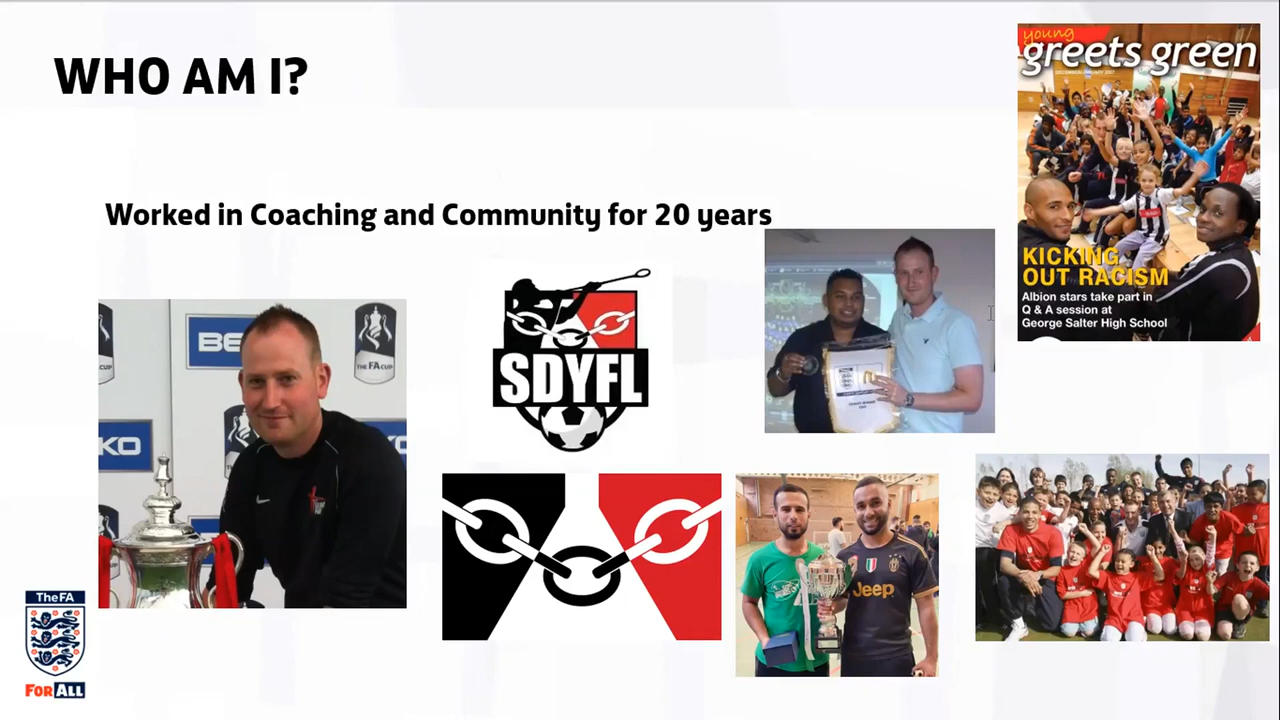 WHO AM I?
Worked in Coaching and Community for 20 years
young
greets green
KICKING
OUT RACISM
Albion stars take part in
Q & A session at
George Salter High School
SDYFL
THE FA CUP
Jeep
TheFA
FOR ALL